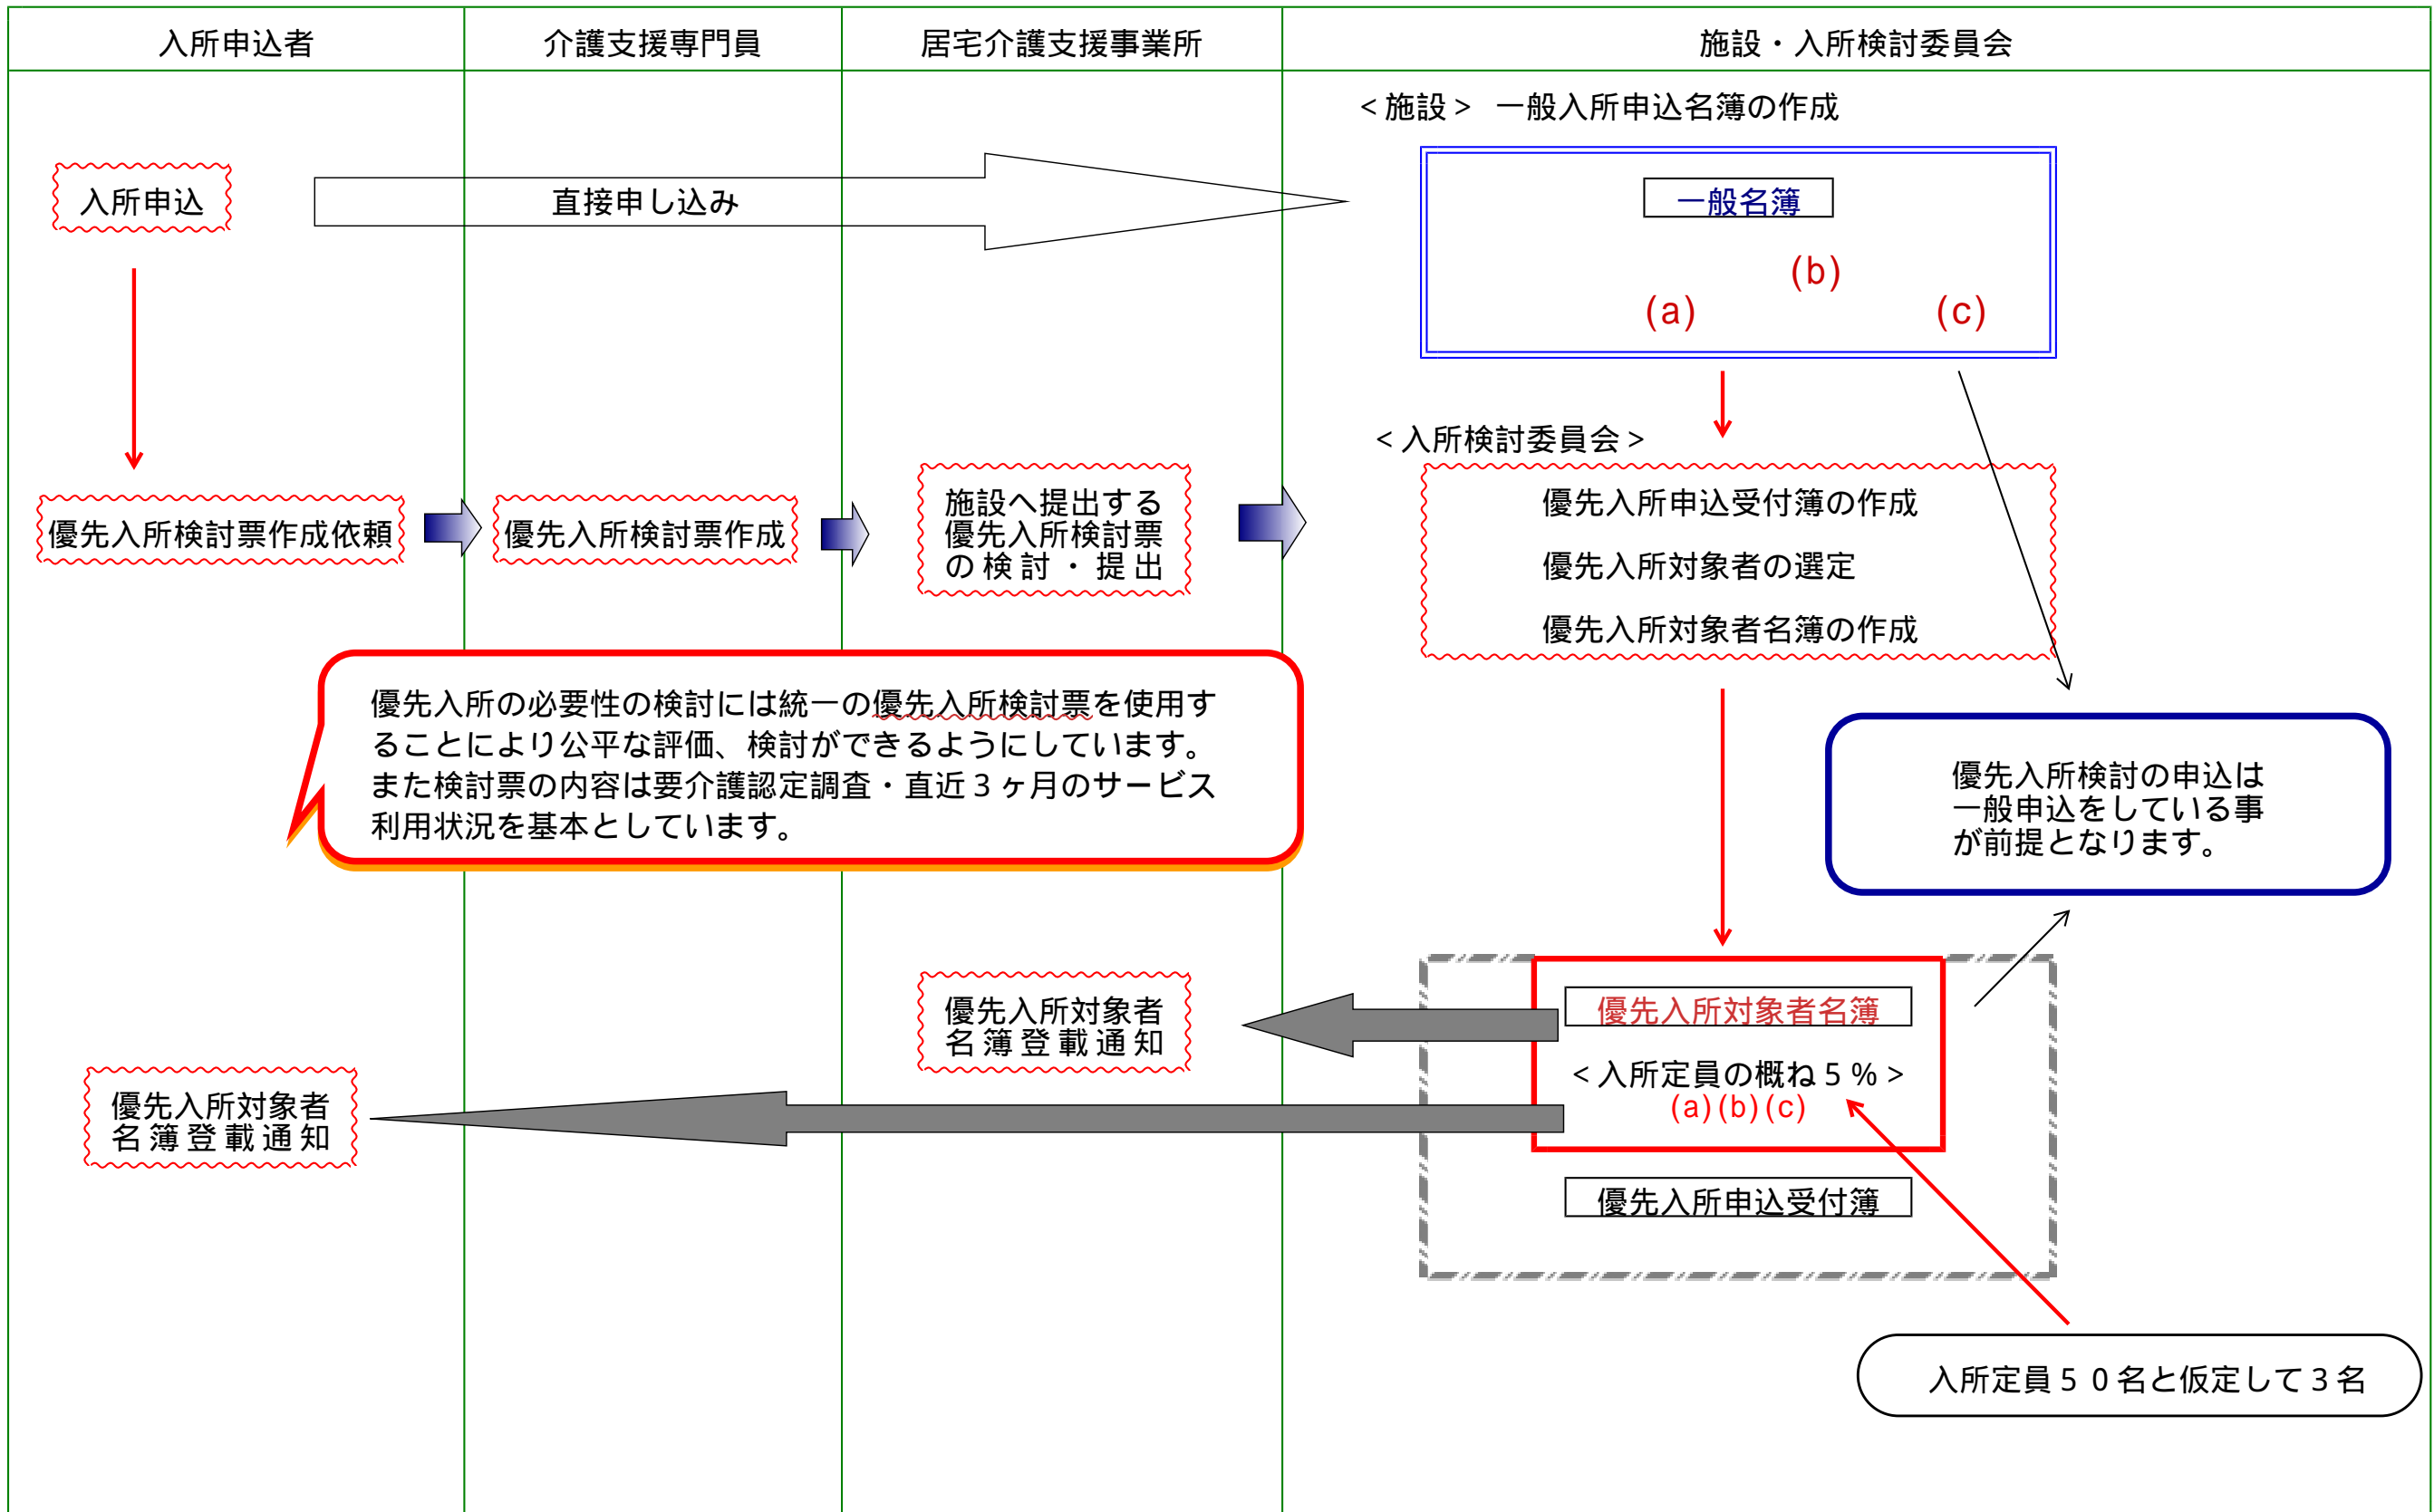 入所申込者
介護支援専門員
居宅介護支援事業所
施設・入所検討委員会
＜施設＞ 一般入所申込名簿の作成
入所申込
直接申し込み
一般名簿
(b)
(a)
(c)
＜入所検討委員会＞
優先入所検討票作成依頼
優先入所検討票作成
施設へ提出する
優先入所検討票
の検討・提出
優先入所申込受付簿の作成
優先入所対象者の選定
優先入所対象者名簿の作成
優先入所の必要性の検討には統一の優先入所検討票を使用す
ることにより公平な評価、検討ができるようにしています。
また検討票の内容は要介護認定調査・直近３ヶ月のサービス
利用状況を基本としています。
優先入所検討の申込は
一般申込をしている事
が前提となります。
優先入所対象者
名簿登載通知
優先入所対象者名簿
＜入所定員の概ね５％＞
(a)(b)(c)
優先入所対象者
名簿登載通知
優先入所申込受付簿
入所定員５０名と仮定して３名